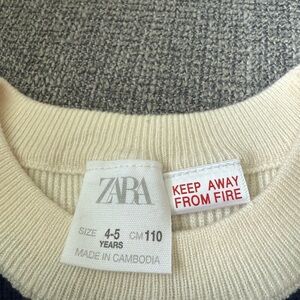 ZARA
SIZE 4-5 CM 110
YEARS
MADE IN CAMBODIA
KEEP AWAY
FROM FIRE